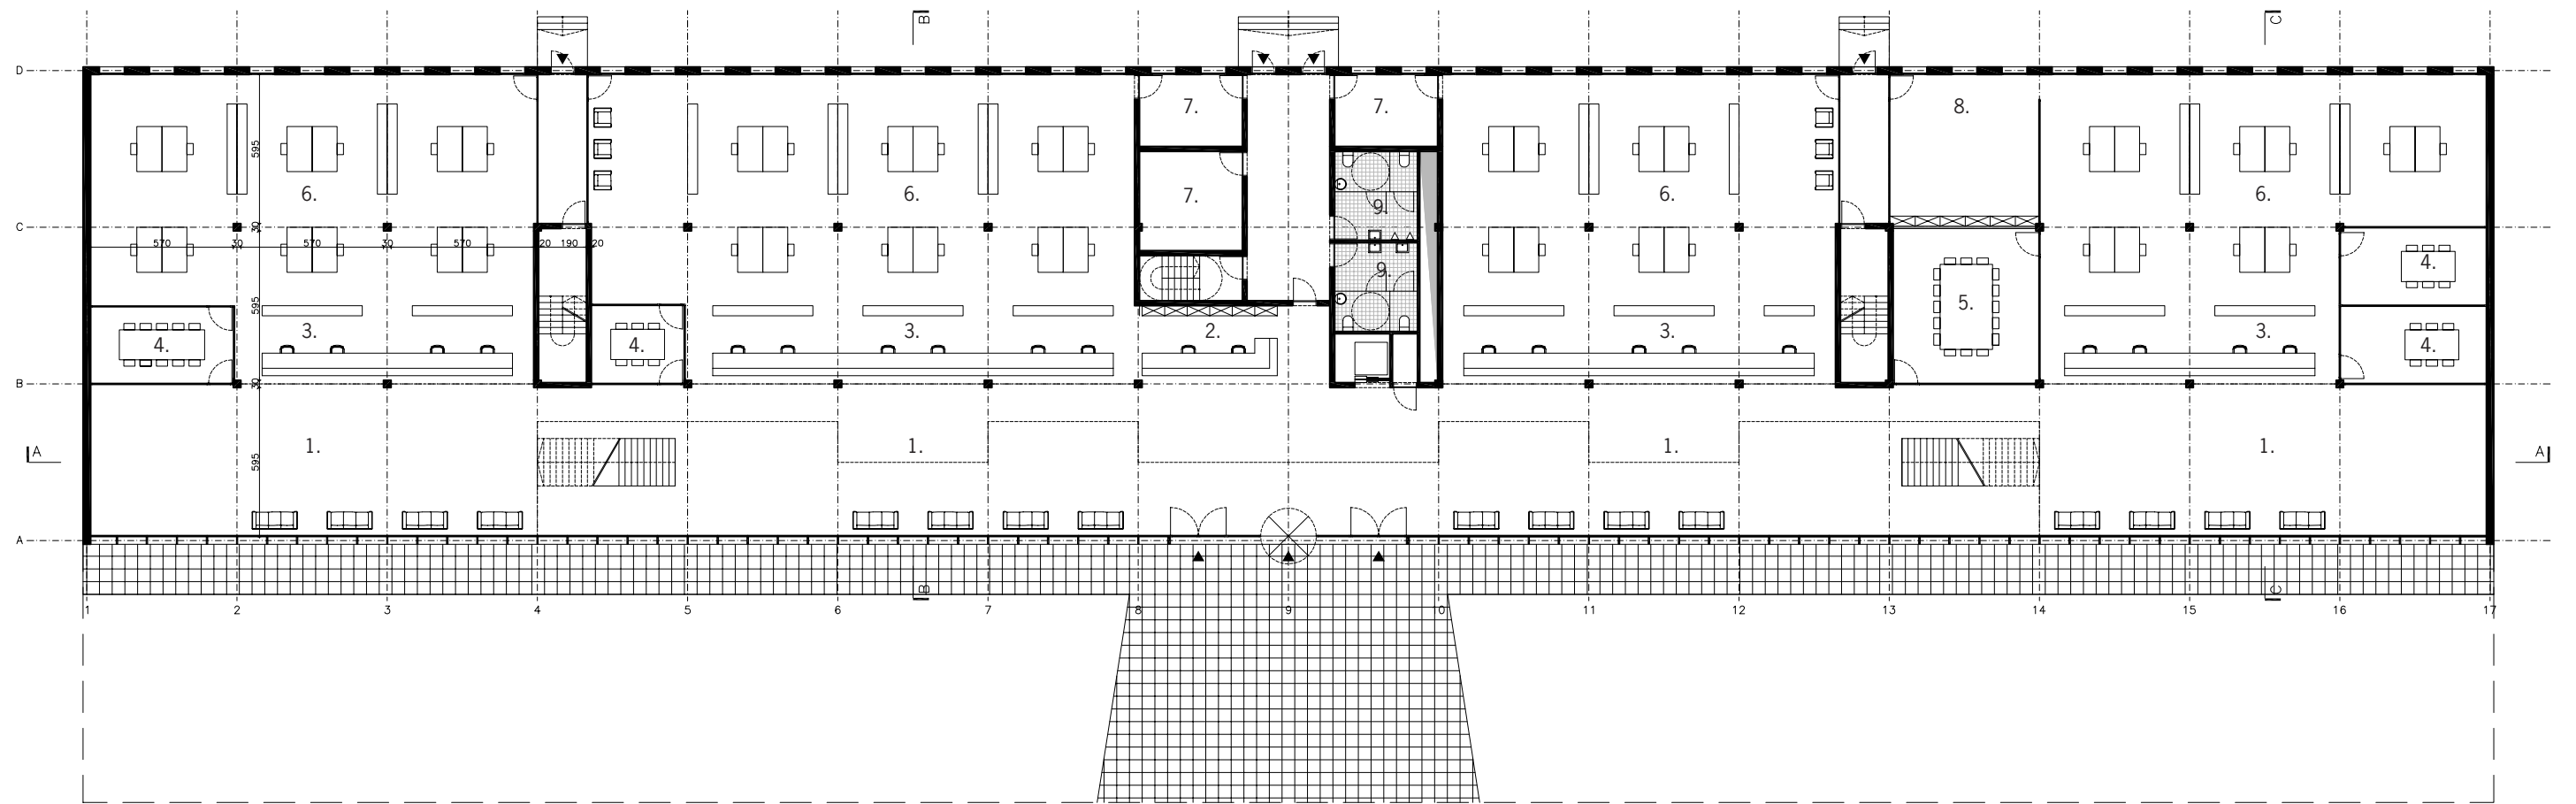 B C
D
7. 7. 8.
595
6. 6. 7. 9. 6. 6.
C
30
570 30 570 30 570 20 190 20
9. 4.
595
3. 3. 2. 3. 5. 3.
4. 4. 4.
B
30
1. 1. 1. 1.
A A
595
A
B C
1 2 3 4 5 6 7 8 9 0 11 12 13 14 15 16 17